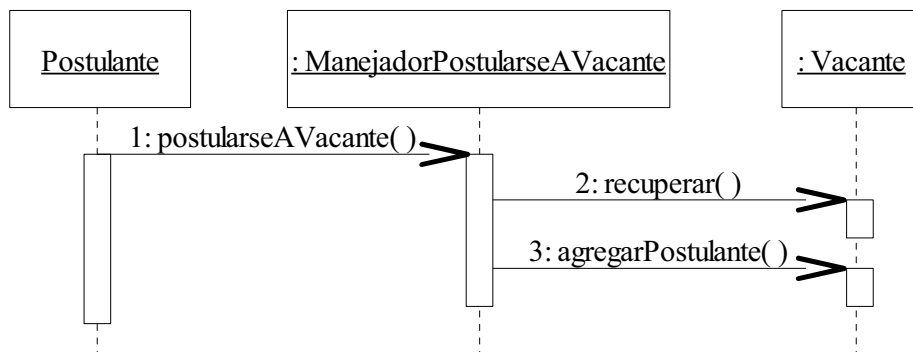 Postulante
: ManejadorPostularseAVacante
: Vacante
1: postularseAVacante( )
2: recuperar( )
3: agregarPostulante( )